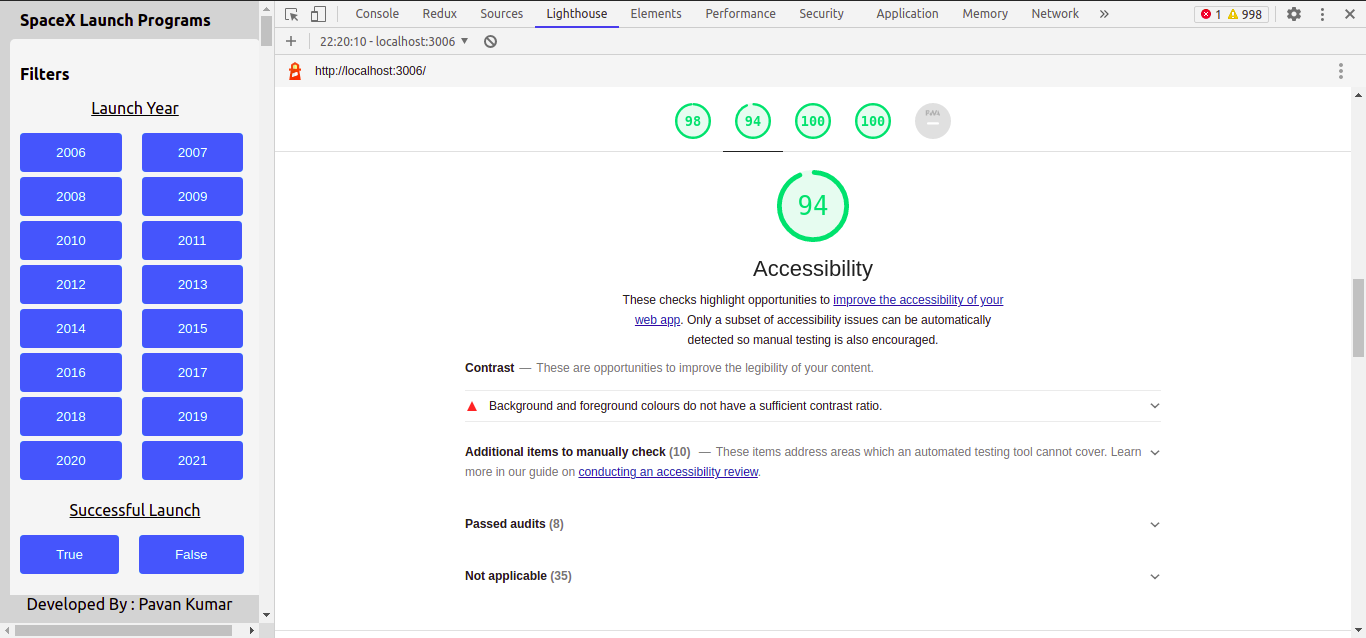 SpaceX Launch Programs
Filters
Launch Year
2006 2007
2008 2009
2010 2011
2012 2013
2014 2015
2016 2017
2018 2019
2020 2021
Successful Launch
True False
Developed By : Pavan Kumar
Console Redux Sources Lighthouse Elements Performance Security Application Memory Network » 1 998
+ 22:20:10 - localhost:3006
http://localhost:3006/
98 94 100 100 PWA
94
Accessibility
These checks highlight opportunities to improve the accessibility of your
web app. Only a subset of accessibility issues can be automatically
detected so manual testing is also encouraged.
Contrast — These are opportunities to improve the legibility of your content.
Background and foreground colours do not have a sufficient contrast ratio.
Additional items to manually check (10) — These items address areas which an automated testing tool cannot cover. Learn
more in our guide on conducting an accessibility review.
Passed audits (8)
Not applicable (35)